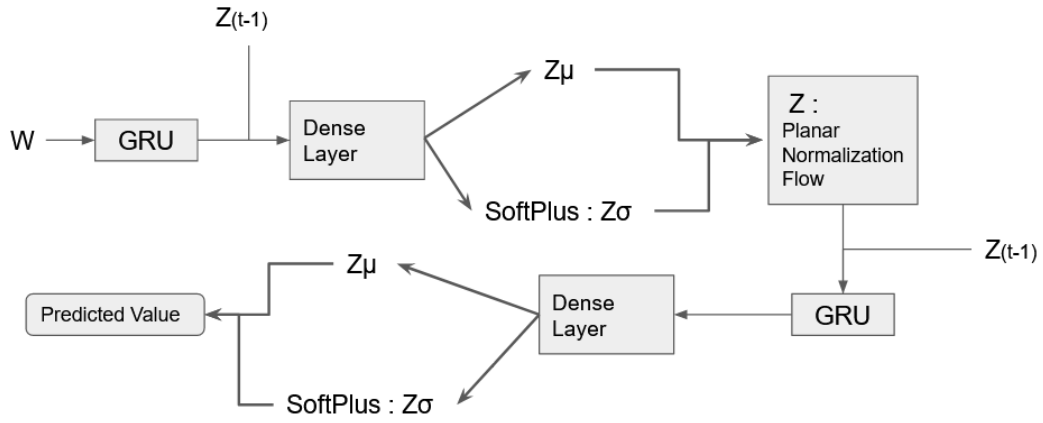 Z(t-1)
W
GRU
Dense
Layer
Zμ
SoftPlus : Zσ
Z :
Planar
Normalization
Flow
Z(t-1)
GRU
Dense
Layer
Zμ
SoftPlus : Zσ
Predicted Value